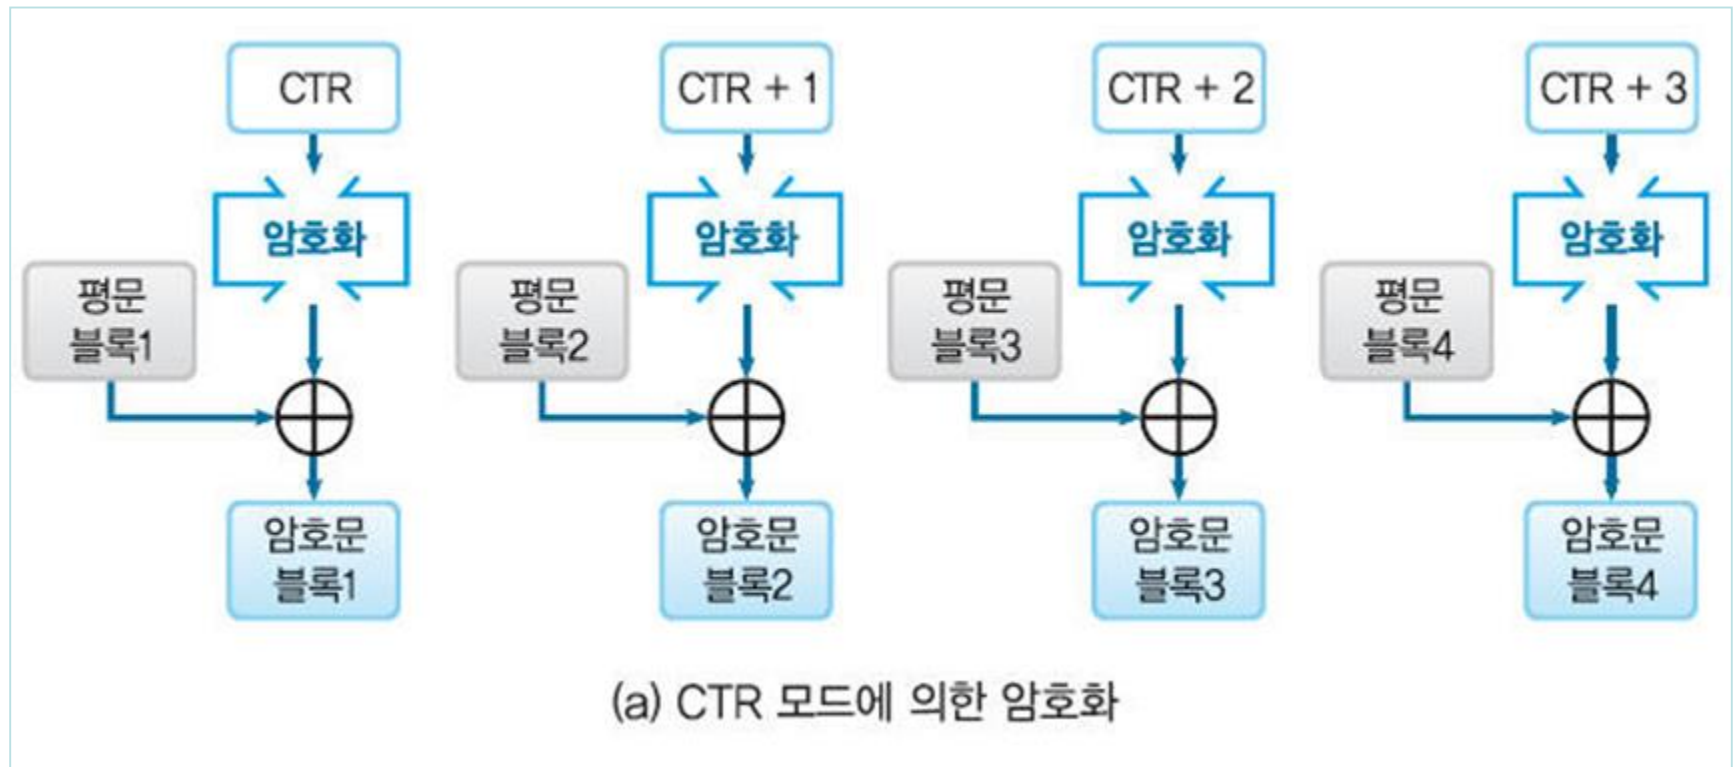 CTR
CTR + 1
CTR + 2
CTR + 3
암호화
암호화
암호화
암호화
평문
블록1
평문
블록2
평문
블록3
평문
블록4
암호문
블록1
암호문
블록2
암호문
블록3
암호문
블록4
(a) CTR 모드에 의한 암호화